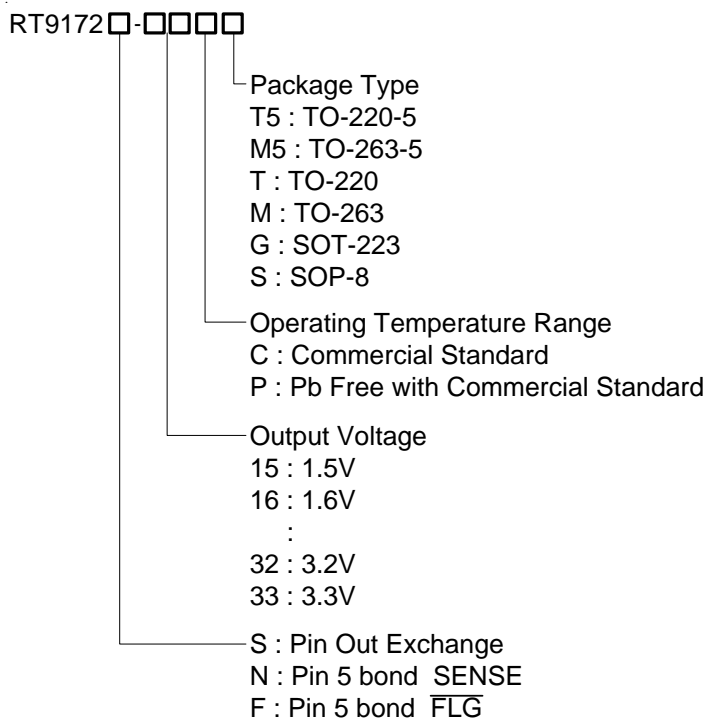 RT9172□-□□□□
Package Type
T5 : TO-220-5
M5 : TO-263-5
T : TO-220
M : TO-263
G : SOT-223
S : SOP-8
Operating Temperature Range
C : Commercial Standard
P : Pb Free with Commercial Standard
Output Voltage
15 : 1.5V
16 : 1.6V
:
32 : 3.2V
33 : 3.3V
S : Pin Out Exchange
N : Pin 5 bond SENSE
F : Pin 5 bond F̅L̅G̅